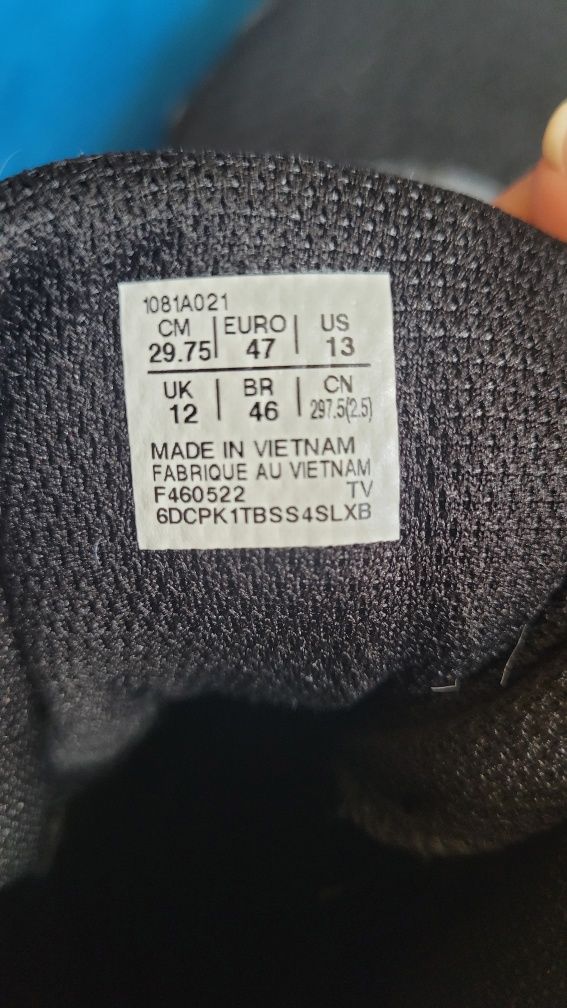 1081A021
CM | EURO | US
29.75 | 47 | 13
UK | BR | CN
12 | 46 | 297.5(2.5)
MADE IN VIETNAM
FABRIQUE AU VIETNAM
F460522 TV
6DCPK1TBSS4SLXB